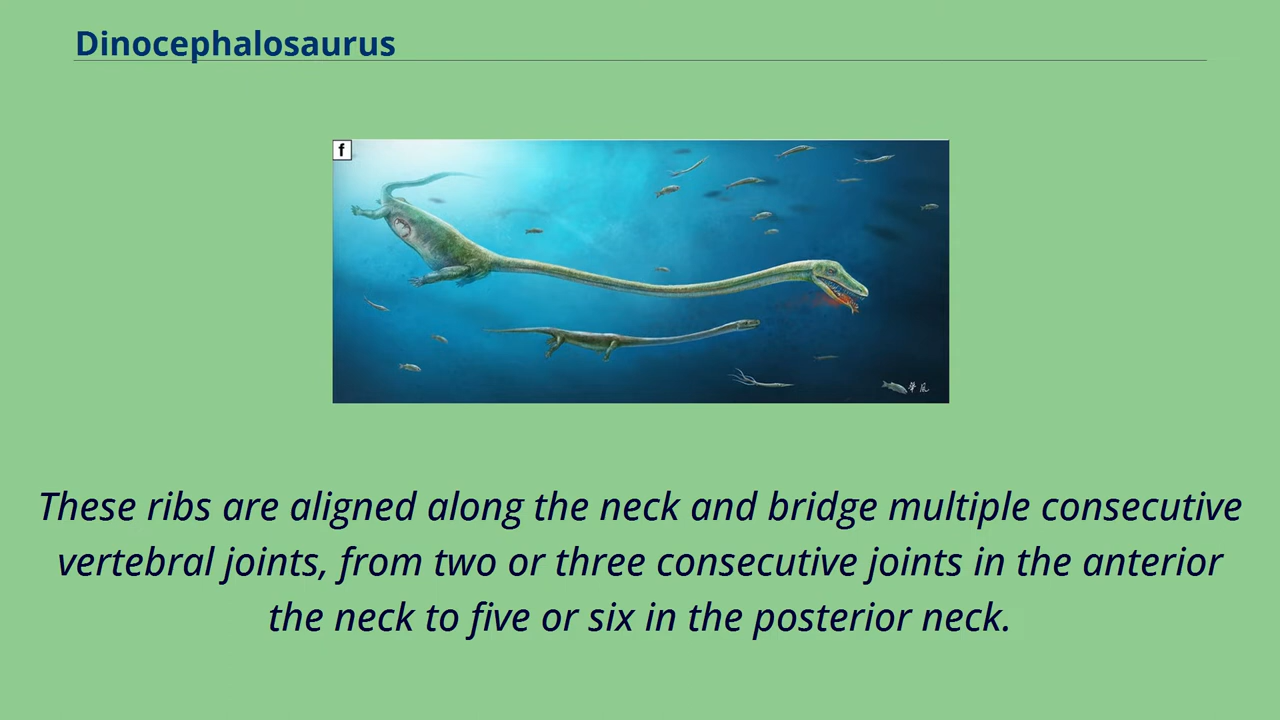 Dinocephalosaurus
f
These ribs are aligned along the neck and bridge multiple consecutive
vertebral joints, from two or three consecutive joints in the anterior
the neck to five or six in the posterior neck.